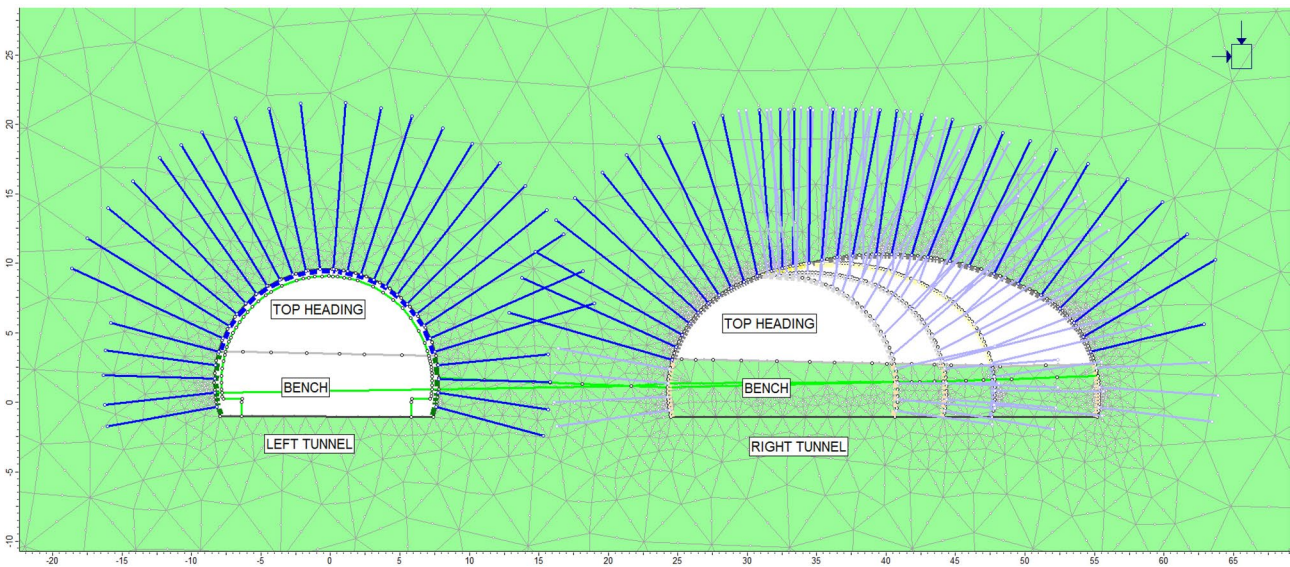 25
20
15
10
5
0
-5
-10
TOP HEADING
BENCH
LEFT TUNNEL
TOP HEADING
BENCH
RIGHT TUNNEL
-20 -15 -10 -5 0 5 10 15 20 25 30 35 40 45 50 55 60 65